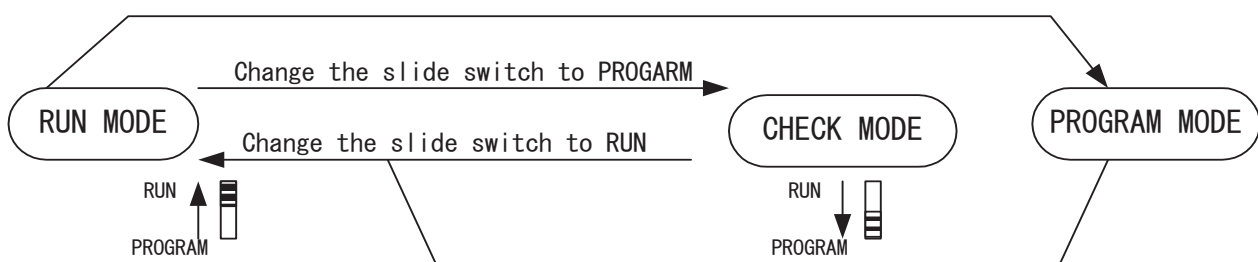 Change the slide switch to PROGARM
RUN MODE
CHECK MODE
PROGRAM MODE
Change the slide switch to RUN
RUN
RUN
PROGRAM
PROGRAM